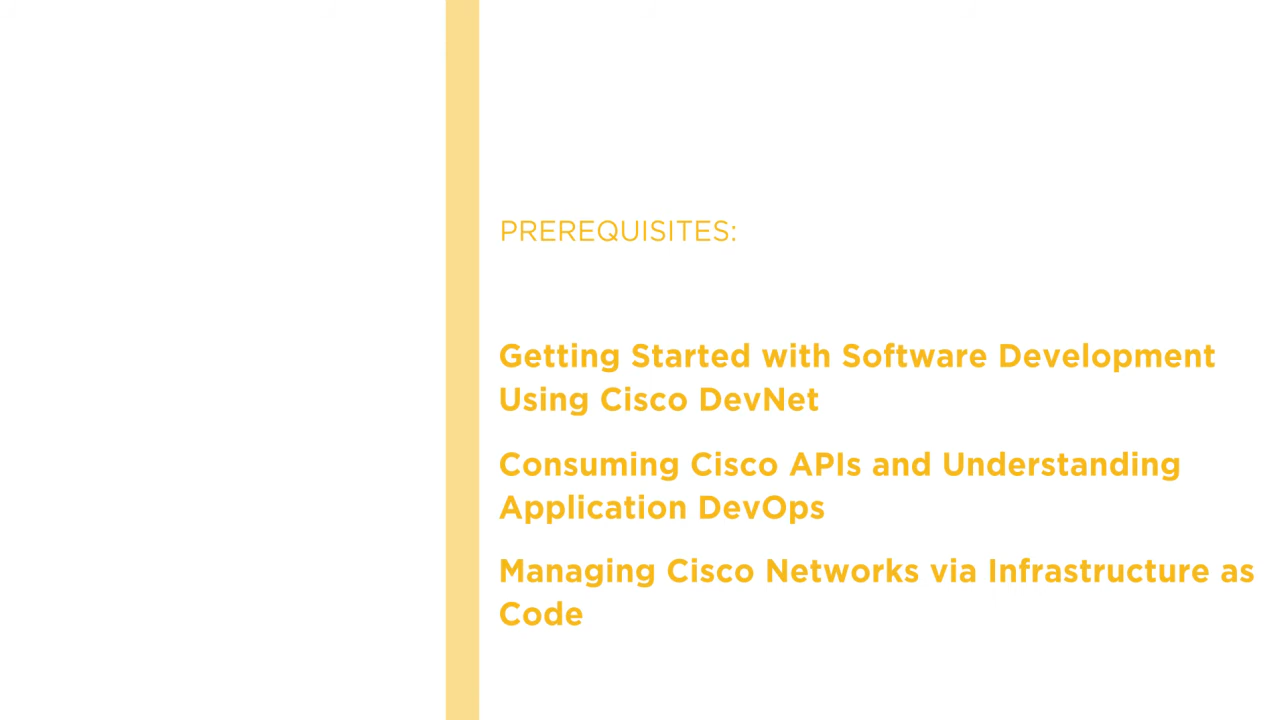 PREREQUISITES:
Getting Started with Software Development
Using Cisco DevNet
Consuming Cisco APIs and Understanding
Application DevOps
Managing Cisco Networks via Infrastructure as
Code